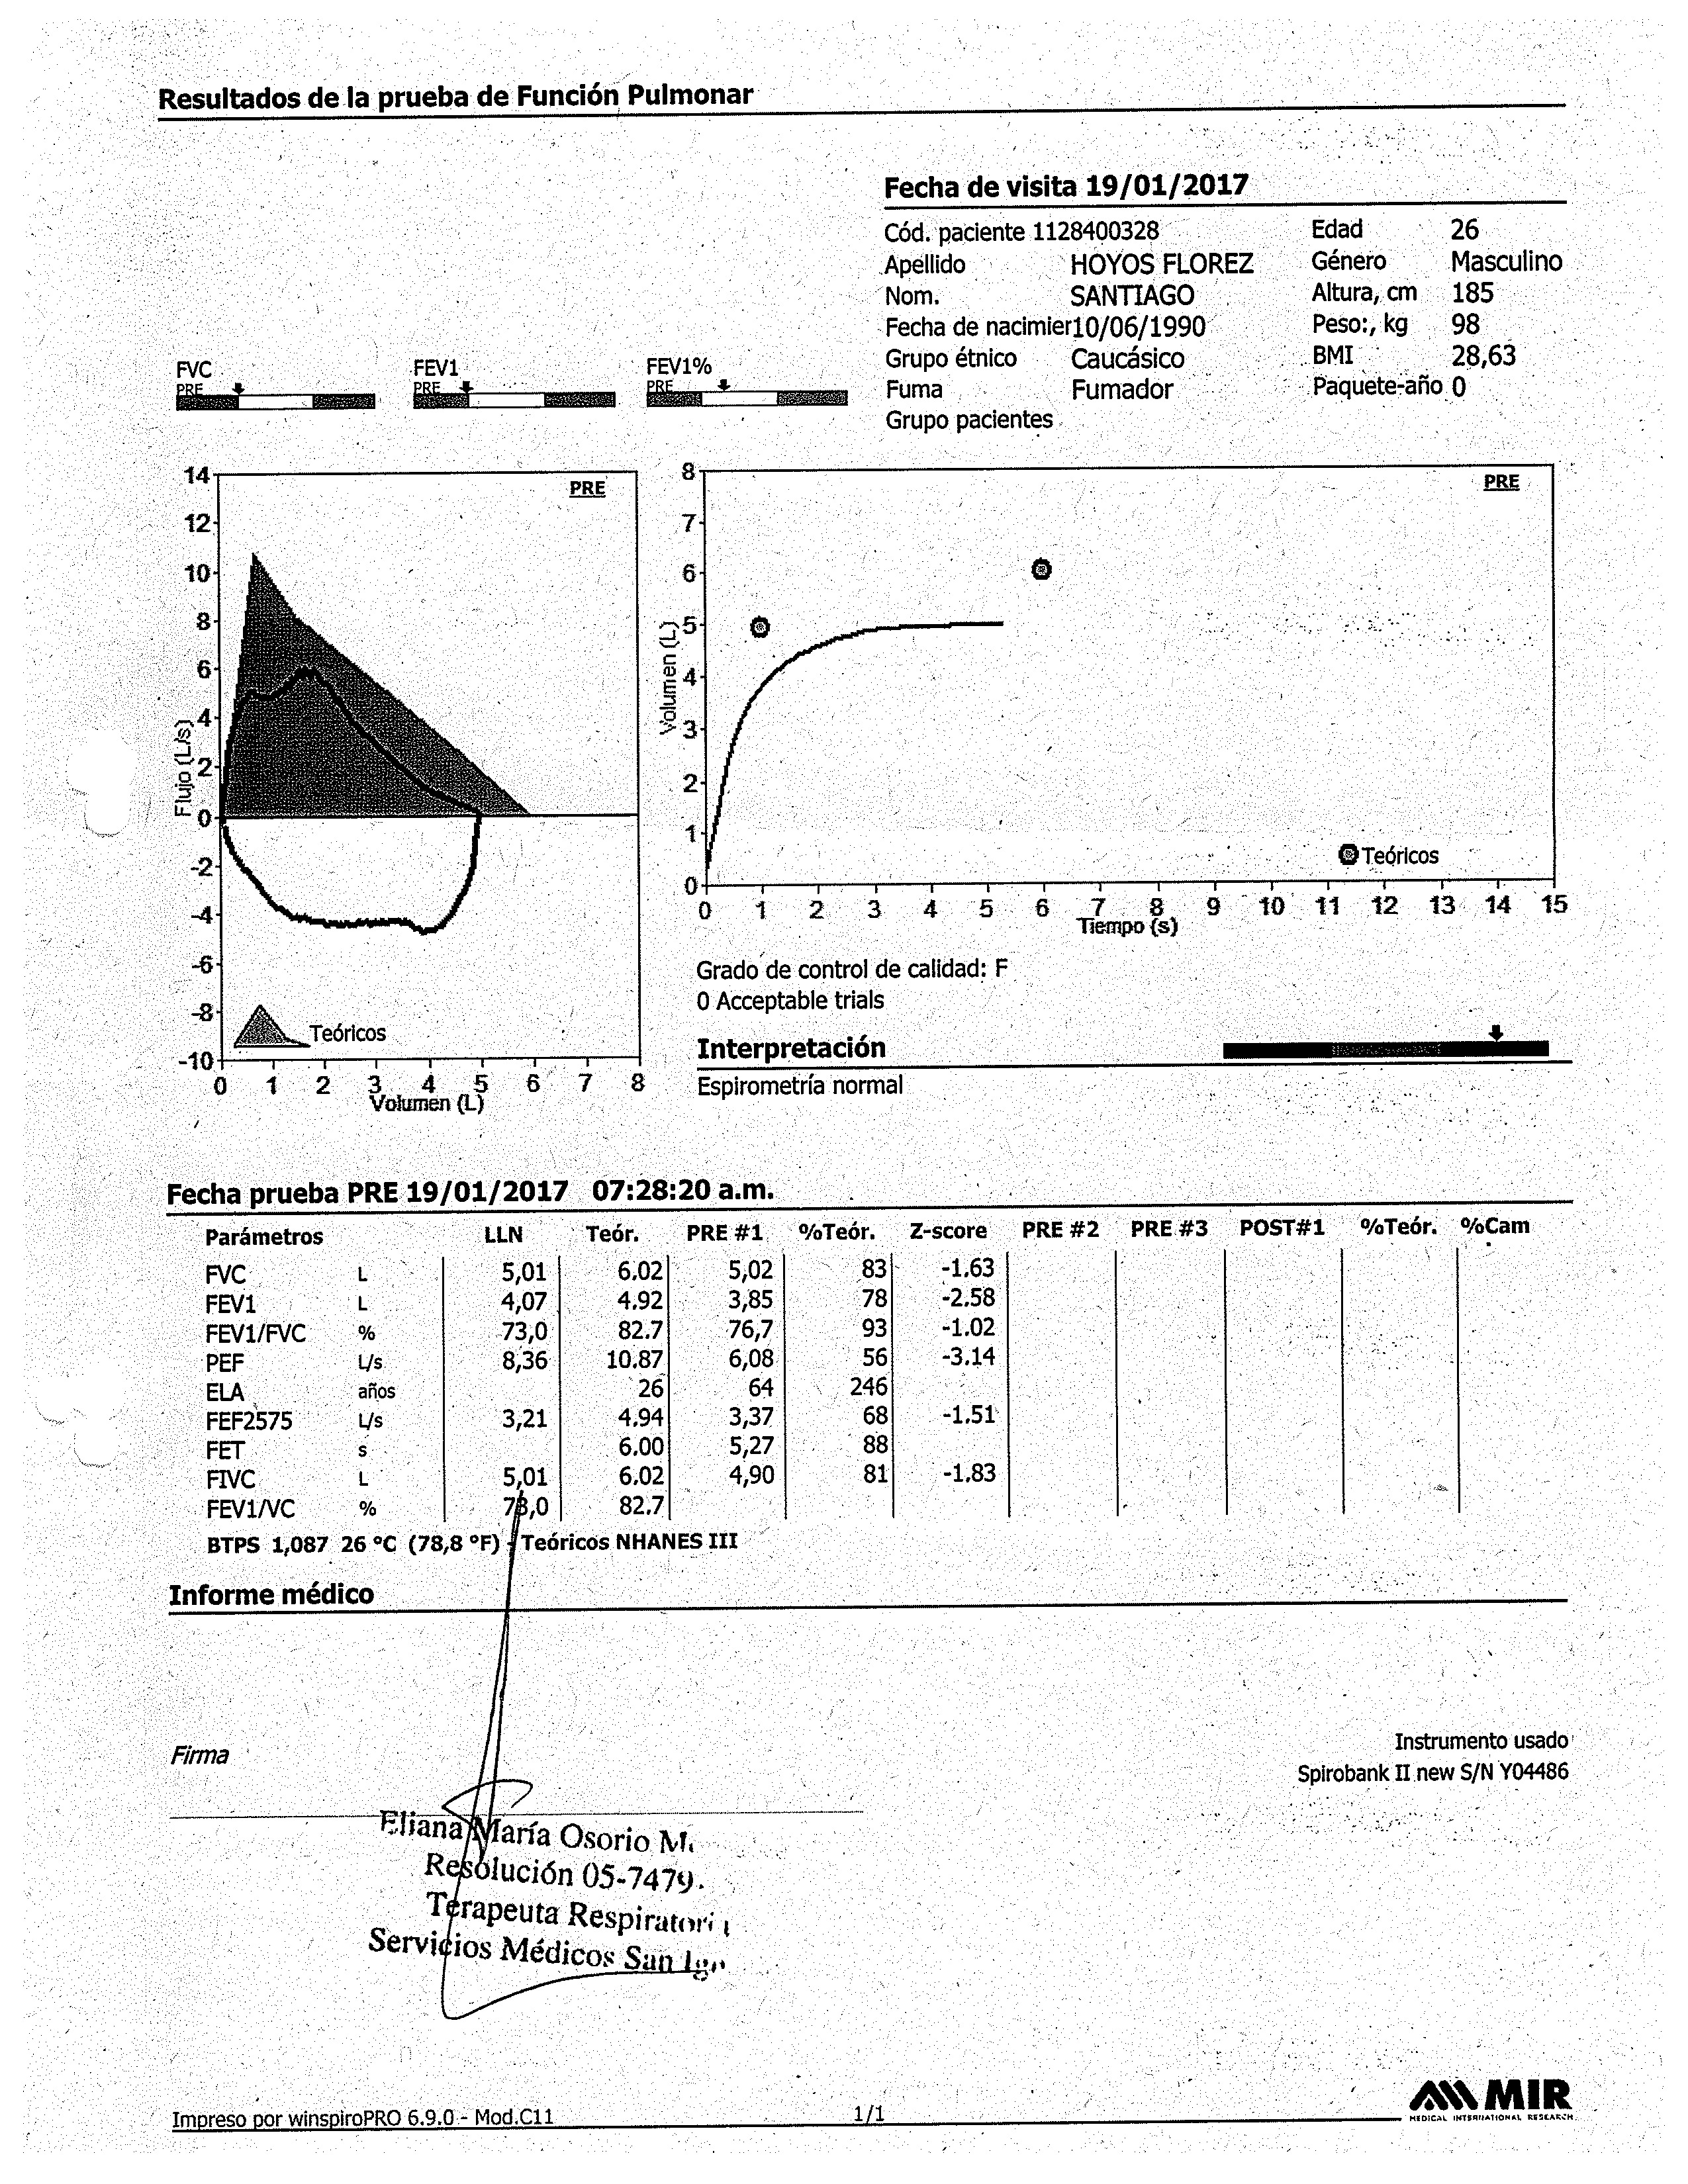 Resultados de la prueba de Función Pulmonar
Fecha de visita 19/01/2017
Cód. paciente 1128400328 Edad 26
Apellido HOYOS FLOREZ Género Masculino
Nom. SANTIAGO Altura, cm 185
Fecha de nacimier10/06/1990 Peso:, kg 98
Grupo étnico Caucásico BMI 28,63
Fuma Fumador Paquete-año 0
Grupo pacientes
FVC FEV1 FEV1%
PRE PRE PRE
14
12
10
8
6
4
2
0
-2
-4
-6
-8
-10
Flujo (L/s)
PRE
Teóricos
0 1 2 3 4 5 6 7 8
Volumen (L)
8
7
6
5
4
3
2
1
0
Volumen (L)
PRE
Teóricos
0 1 2 3 4 5 6 7 8 9 10 11 12 13 14 15
Tiempo (s)
Grado de control de calidad: F
0 Acceptable trials
Interpretación
Espirometría normal
Fecha prueba PRE 19/01/2017 07:28:20 a.m.
Parámetros LLN Teór. PRE #1 %Teór. Z-score PRE #2 PRE #3 POST#1 %Teór. %Cam
FVC L 5,01 6.02 5,02 83 -1.63
FEV1 L 4,07 4.92 3,85 78 -2.58
FEV1/FVC % 73,0 82.7 76,7 93 -1.02
PEF L/s 8,36 10.87 6,08 56 -3.14
ELA años 26 64 246
FEF2575 L/s 3,21 4.94 3,37 68 -1.51
FET s 6.00 5,27 88
FIVC L 5,01 6.02 4,90 81 -1.83
FEV1/VC % 73,0 82.7
BTPS 1,087 26 °C (78,8 °F) - Teóricos NHANES III
Informe médico
Firma
Instrumento usado
Spirobank II new S/N Y04486
Eliana María Osorio M.
Resolución 05-7479.
Terapeuta Respiratori
Servicios Médicos San Ign
MIR
MEDICAL INTERNATIONAL RESEARCH
Impreso por winspiroPRO 6.9.0 - Mod.C11 1/1